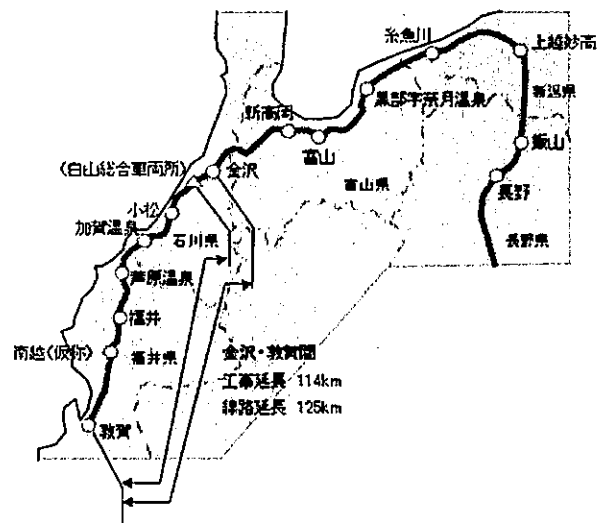 糸魚川
上越妙高
黒部宇奈月温泉
新潟県
新高岡
富山
飯山
(白山総合車両所)
金沢
富山県
長野
小松
加賀温泉
石川県
長野県
芦原温泉
福井
南越(仮称)
福井県
金沢・敦賀間
工事延長 114km
線路延長 125km
敦賀